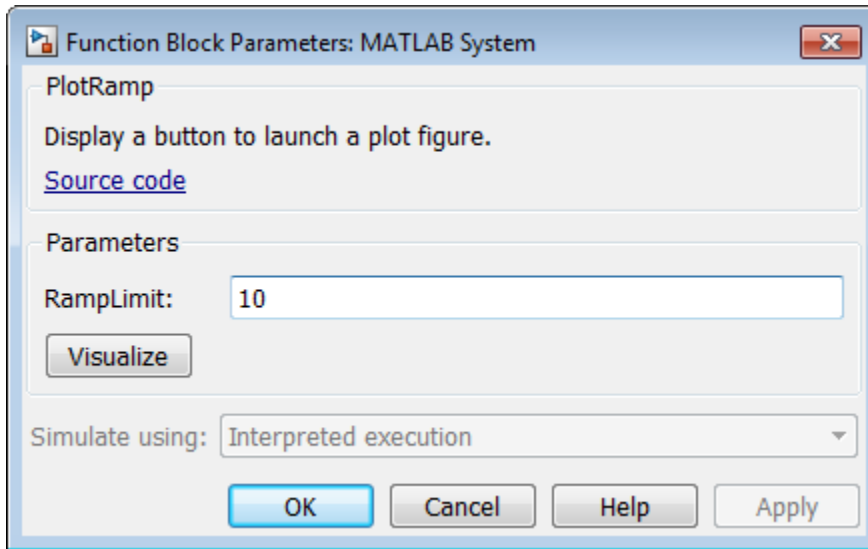 Function Block Parameters: MATLAB System
PlotRamp
Display a button to launch a plot figure.
Source code
Parameters
RampLimit: 10
Visualize
Simulate using: Interpreted execution
OK Cancel Help Apply